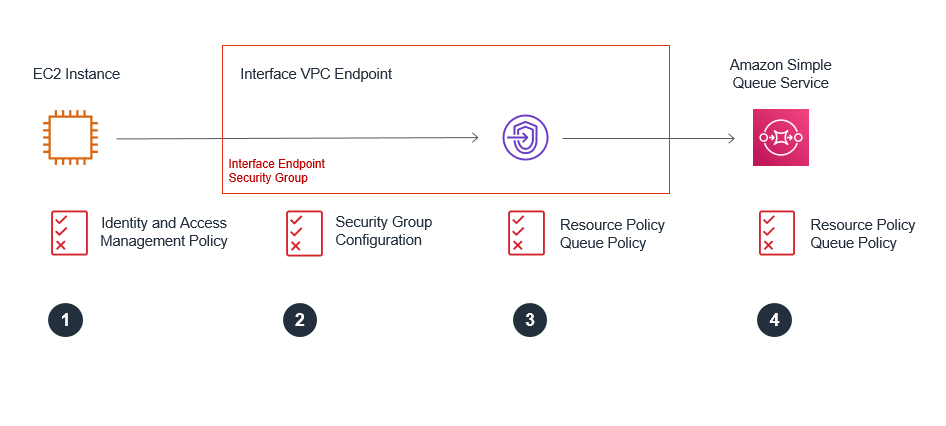 EC2 Instance
Interface VPC Endpoint
Amazon Simple
Queue Service
Interface Endpoint
Security Group
Identity and Access
Management Policy
Security Group
Configuration
Resource Policy
Queue Policy
Resource Policy
Queue Policy
1
2
3
4